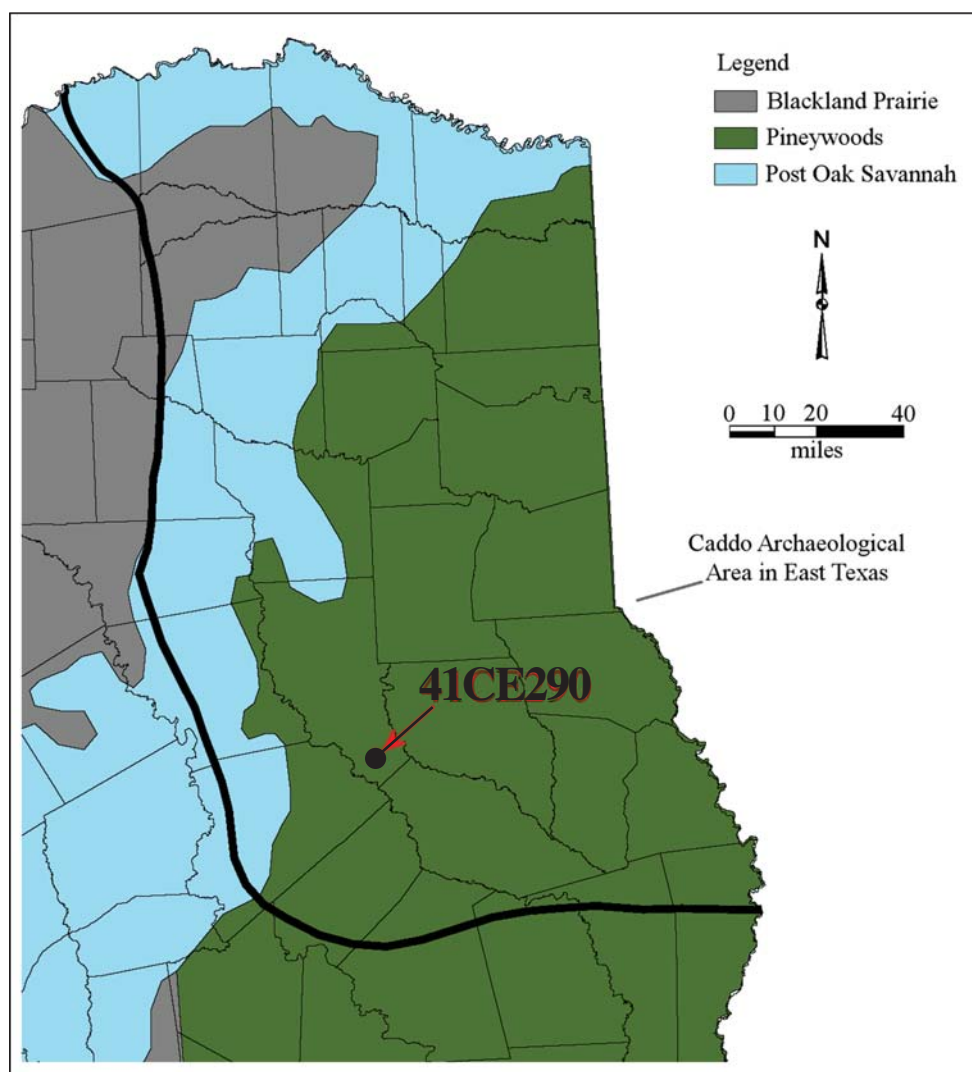 Legend
Blackland Prairie
Pineywoods
Post Oak Savannah
N
0 10 20 40
miles
Caddo Archaeological
Area in East Texas
41CE290